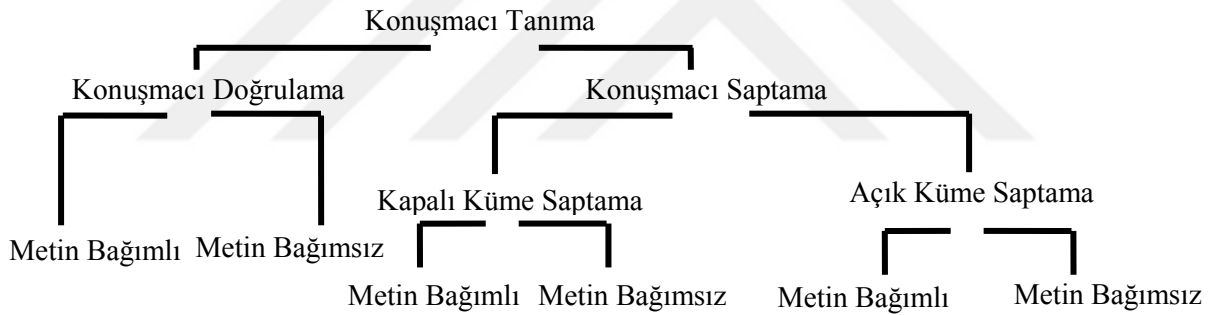 Konuşmacı Tanıma
Konuşmacı Doğrulama
Konuşmacı Saptama
Kapalı Küme Saptama
Açık Küme Saptama
Metin Bağımlı
Metin Bağımsız
Metin Bağımlı
Metin Bağımsız
Metin Bağımlı
Metin Bağımsız